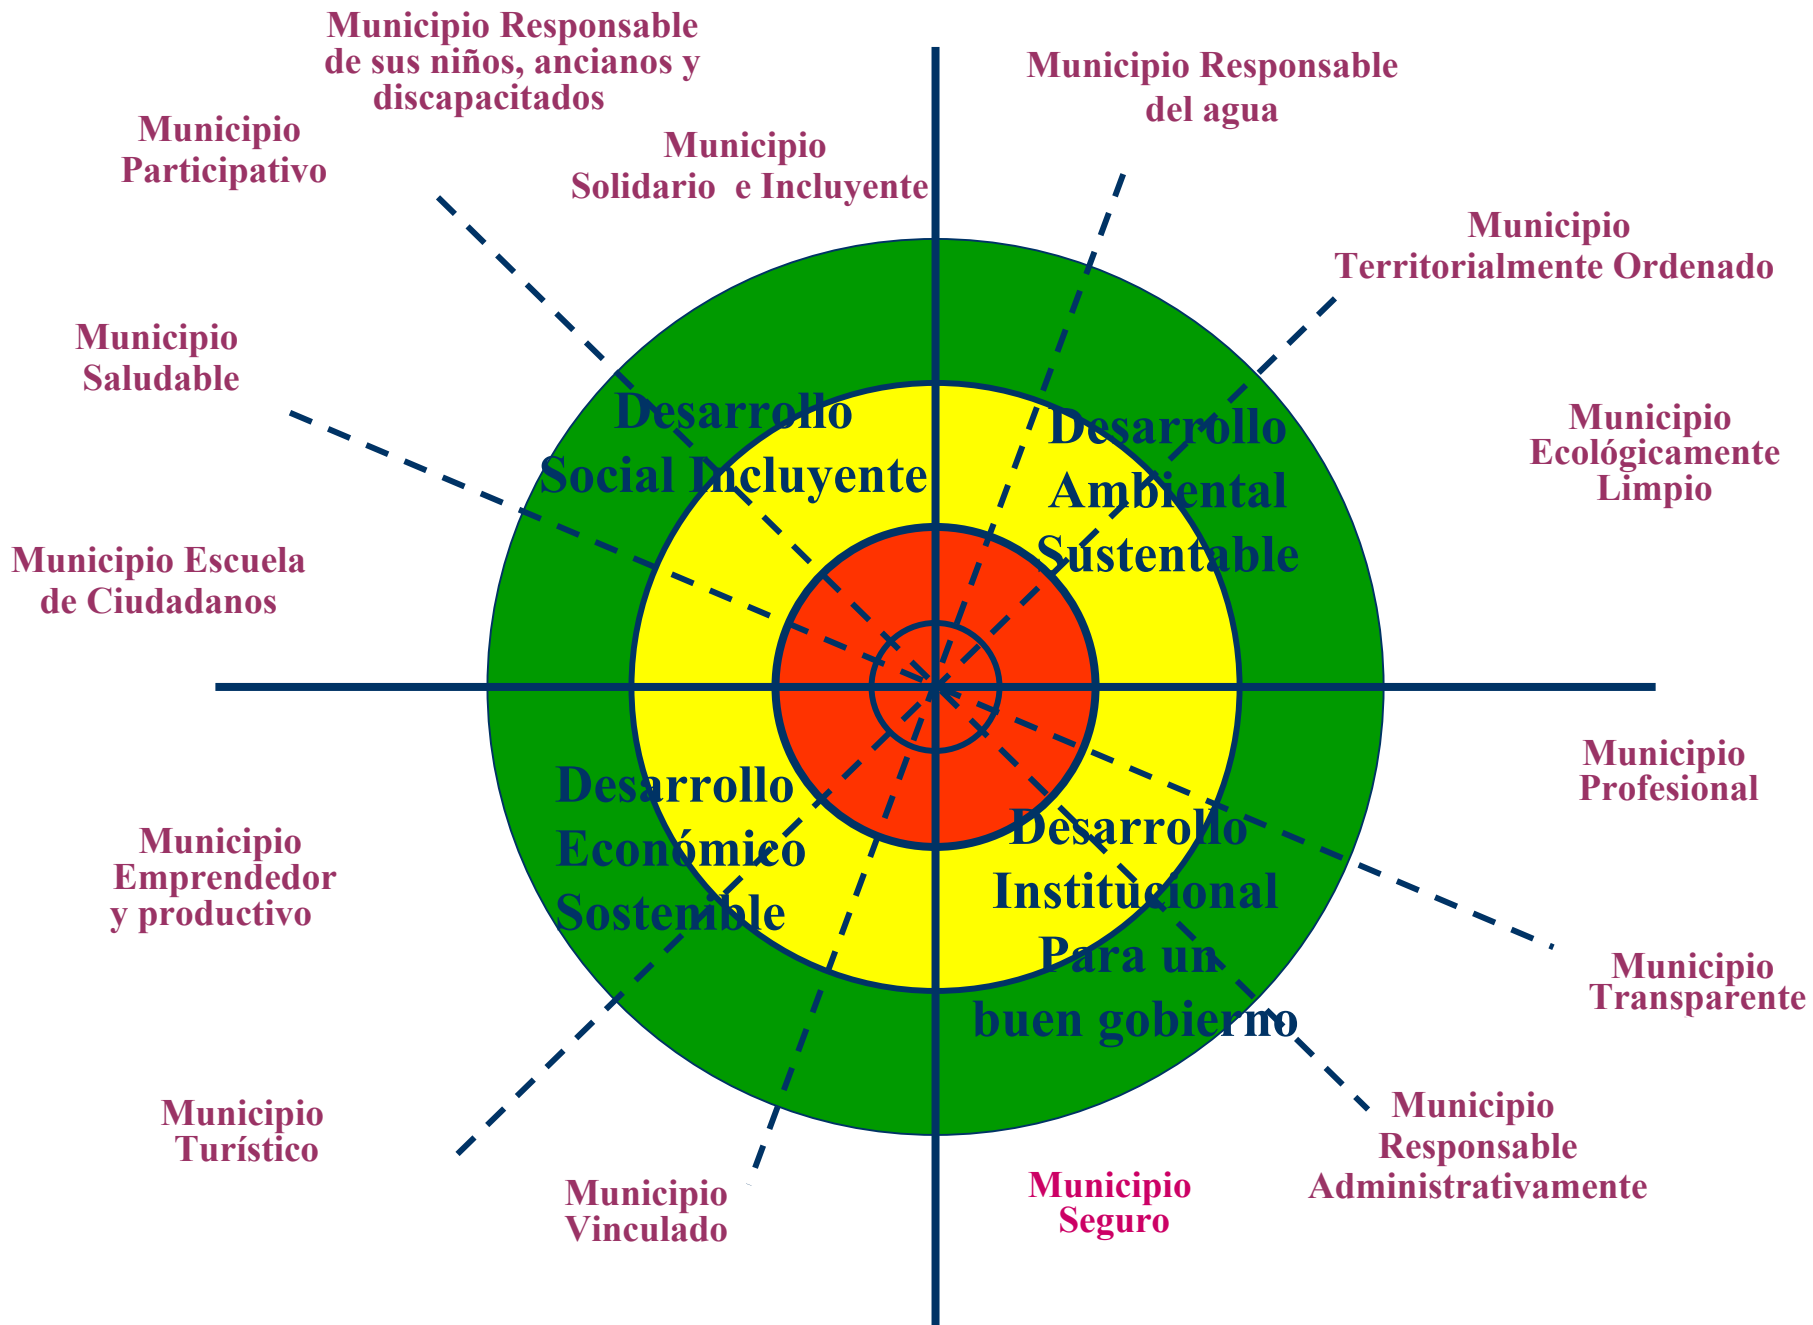 Municipio Responsable
de sus niños, ancianos y
discapacitados
Municipio Responsable
del agua
Municipio
Participativo
Municipio
Solidario e Incluyente
Municipio
Territorialmente Ordenado
Municipio
Saludable
Desarrollo
Social Incluyente
Desarrollo
Ambiental
Sustentable
Municipio
Ecológicamente
Limpio
Municipio Escuela
de Ciudadanos
Municipio
Profesional
Desarrollo
Económico
Sostenible
Desarrollo
Institucional
Para un
buen gobierno
Municipio
Emprendedor
y productivo
Municipio
Transparente
Municipio
Turístico
Municipio
Responsable
Administrativamente
Municipio
Vinculado
Municipio
Seguro